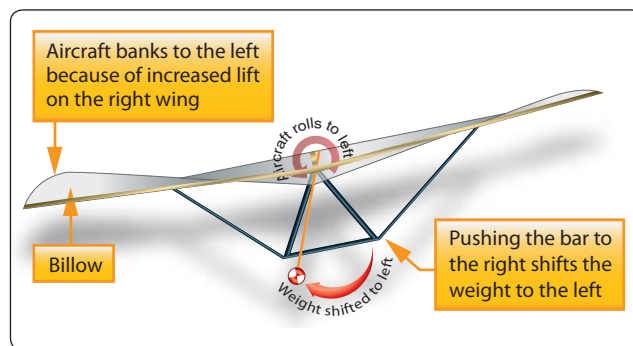 Aircraft banks to the left
because of increased lift
on the right wing
Aircraft rolls to left
Billow
Weight shifted to left
Pushing the bar to
the right shifts the
weight to the left